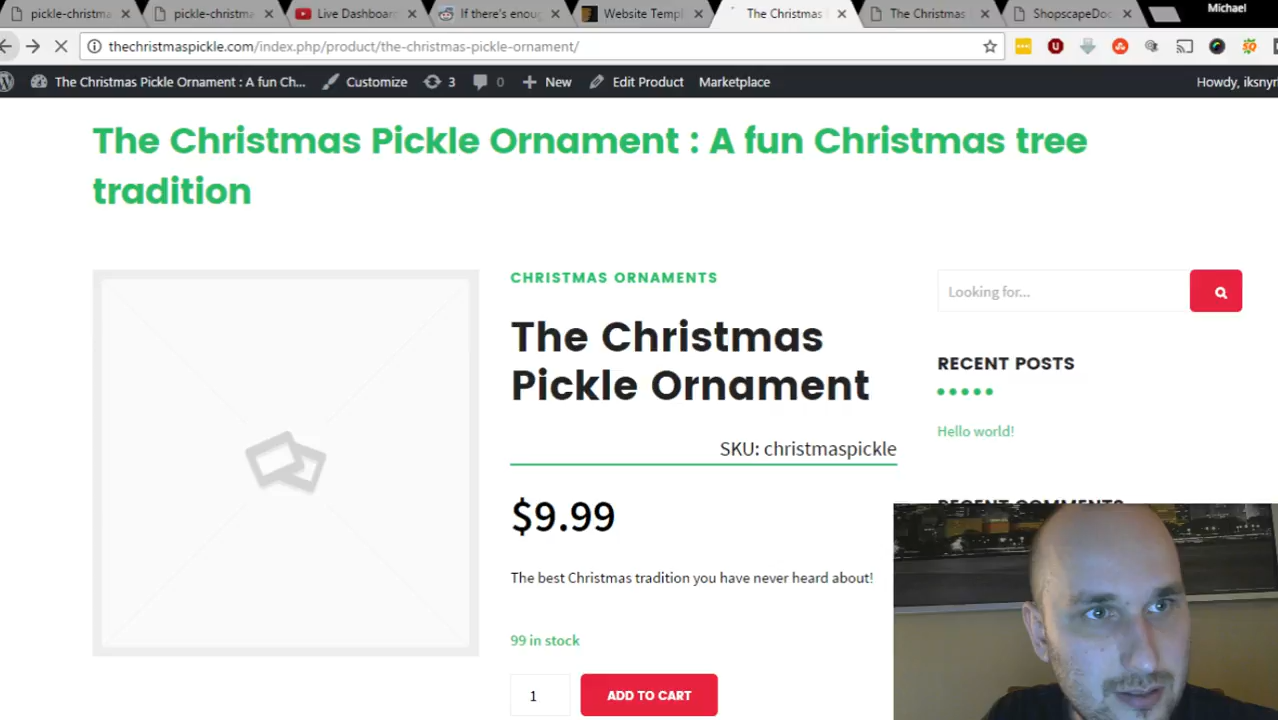 pickle-christma
pickle-christma
Live Dashboar
If there's enoug
Website Templ
The Christmas
The Christmas
ShopscapeDoc
Michael
thechristmaspickle.com/index.php/product/the-christmas-pickle-ornament/
The Christmas Pickle Ornament : A fun Ch... Customize 3 0 New Edit Product Marketplace Howdy, iksnyr
The Christmas Pickle Ornament : A fun Christmas tree
tradition
CHRISTMAS ORNAMENTS
The Christmas
Pickle Ornament
SKU: christmaspickle
$9.99
The best Christmas tradition you have never heard about!
99 in stock
1 ADD TO CART
Looking for...
RECENT POSTS
Hello world!
RECENT COMMENTS